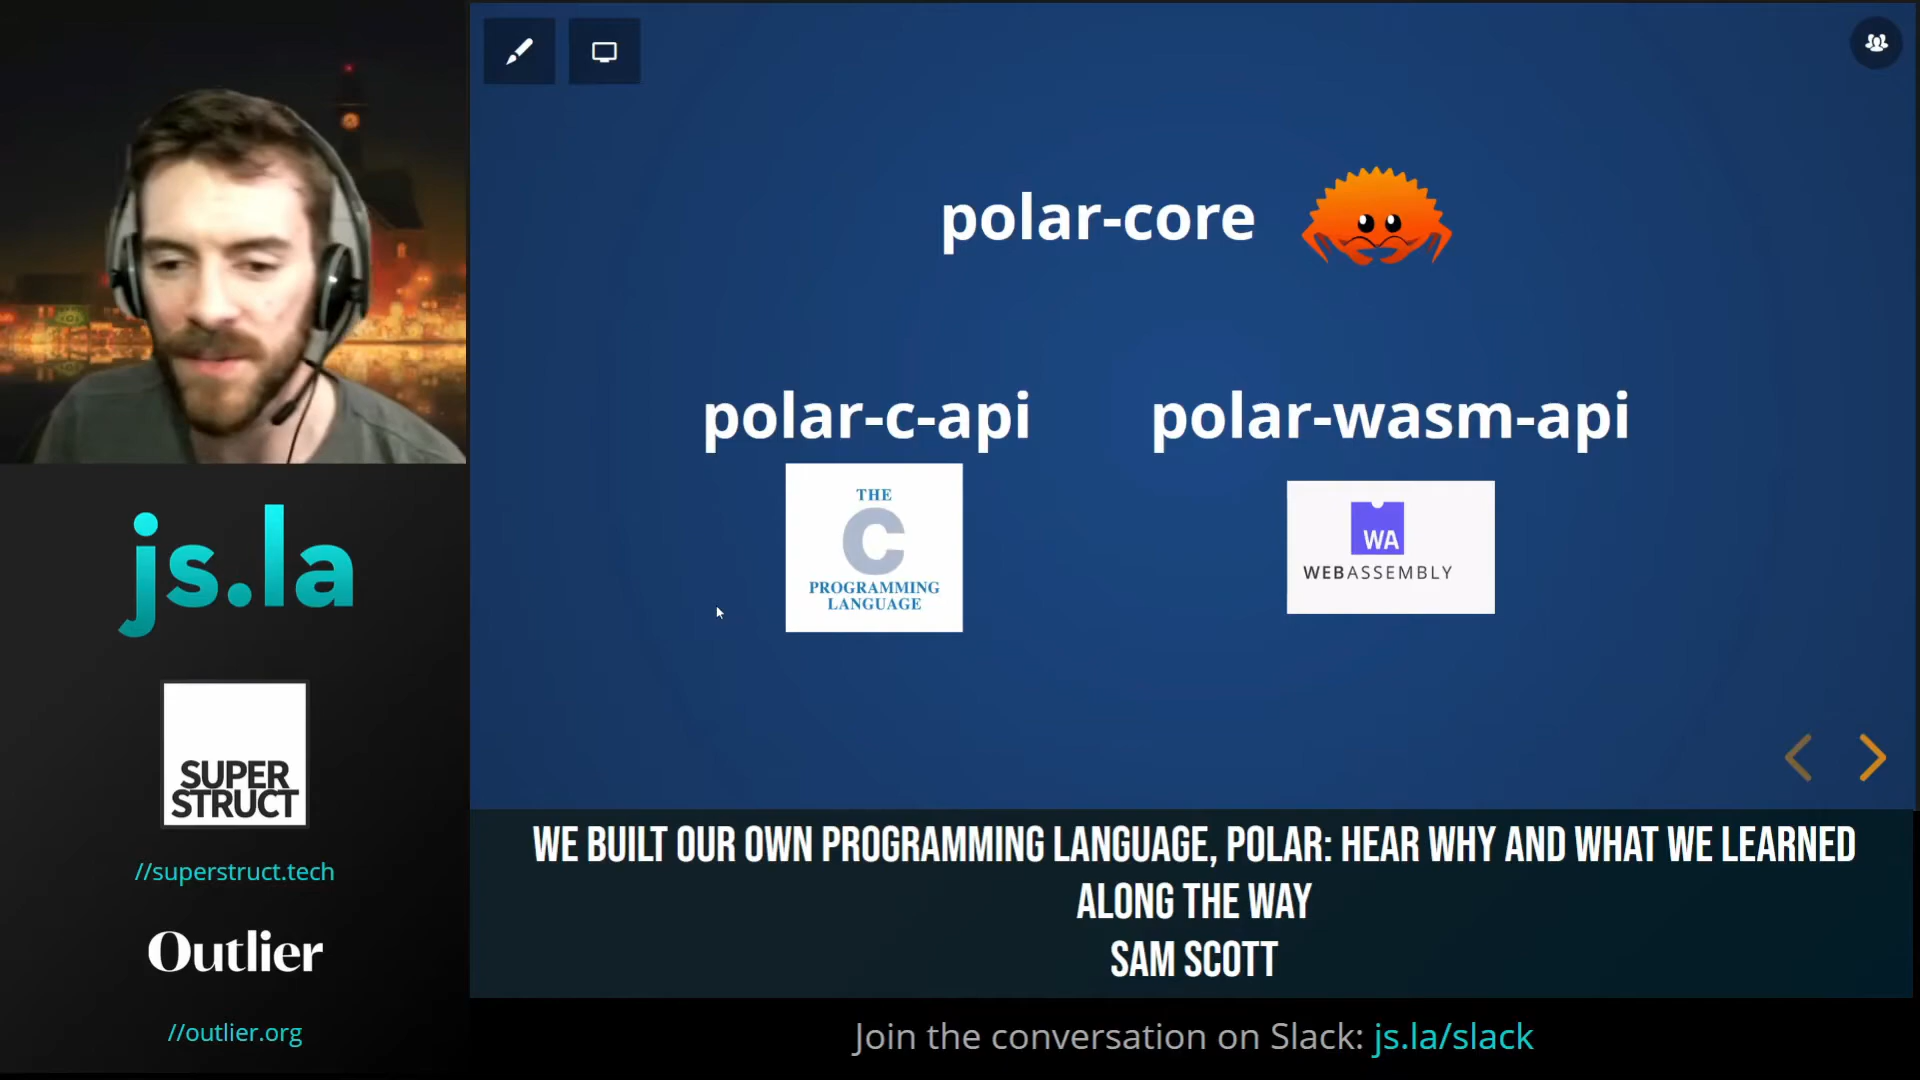 polar-core
polar-c-api
polar-wasm-api
THE
C
PROGRAMMING
LANGUAGE
WA
WEBASSEMBLY
js.la
SUPER
STRUCT
//superstruct.tech
Outlier
//outlier.org
WE BUILT OUR OWN PROGRAMMING LANGUAGE, POLAR: HEAR WHY AND WHAT WE LEARNED
ALONG THE WAY
SAM SCOTT
Join the conversation on Slack: js.la/slack